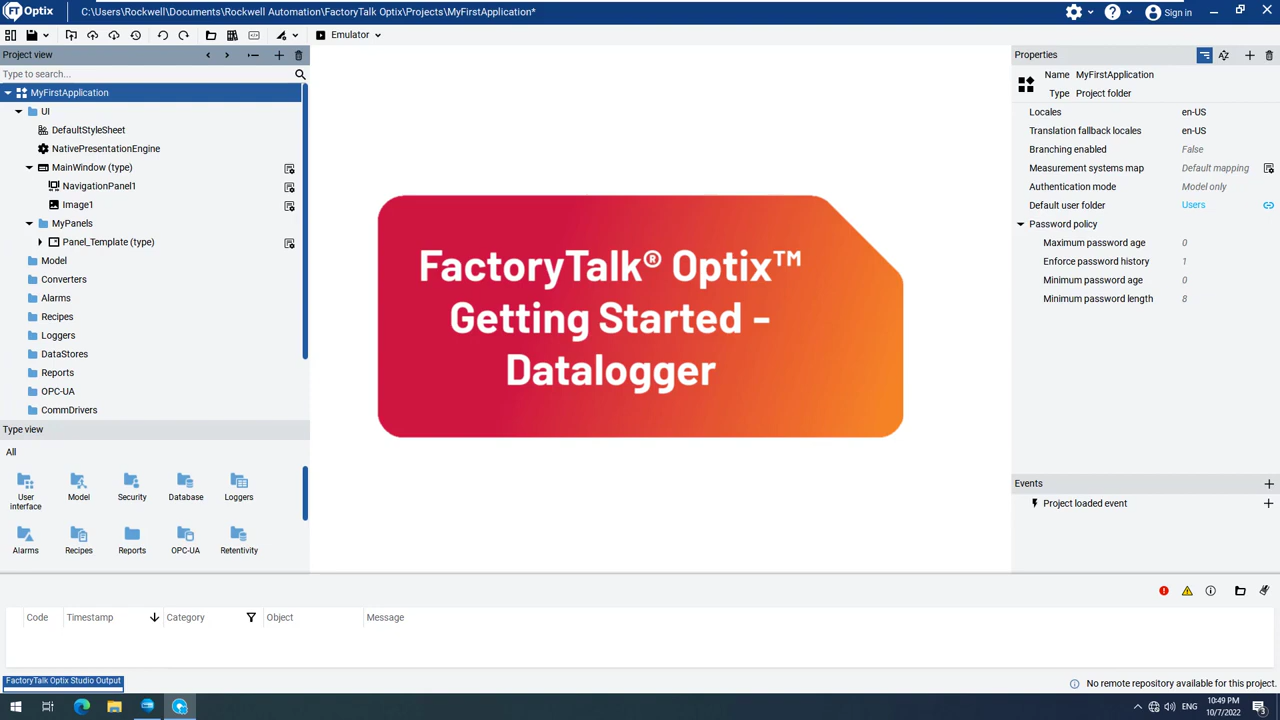 FT Optix C:\Users\Rockwell\Documents\Rockwell Automation\FactoryTalk Optix\Projects\MyFirstApplication* Sign in
Emulator
Project view
Type to search...
MyFirstApplication
UI
DefaultStyleSheet
NativePresentationEngine
MainWindow (type)
NavigationPanel1
Image1
MyPanels
Panel_Template (type)
Model
Converters
Alarms
Recipes
Loggers
DataStores
Reports
OPC-UA
CommDrivers
Type view
All
User interface
Model
Security
Database
Loggers
Alarms
Recipes
Reports
OPC-UA
Retentivity
FactoryTalk® Optix™
Getting Started -
Datalogger
Properties
Name MyFirstApplication
Type Project folder
Locales en-US
Translation fallback locales en-US
Branching enabled False
Measurement systems map Default mapping
Authentication mode Model only
Default user folder Users
Password policy
Maximum password age 0
Enforce password history 1
Minimum password age 0
Minimum password length 8
Events
Project loaded event
Code Timestamp Category Object Message
FactoryTalk Optix Studio Output
No remote repository available for this project.
ENG
10:49 PM
10/7/2022
3